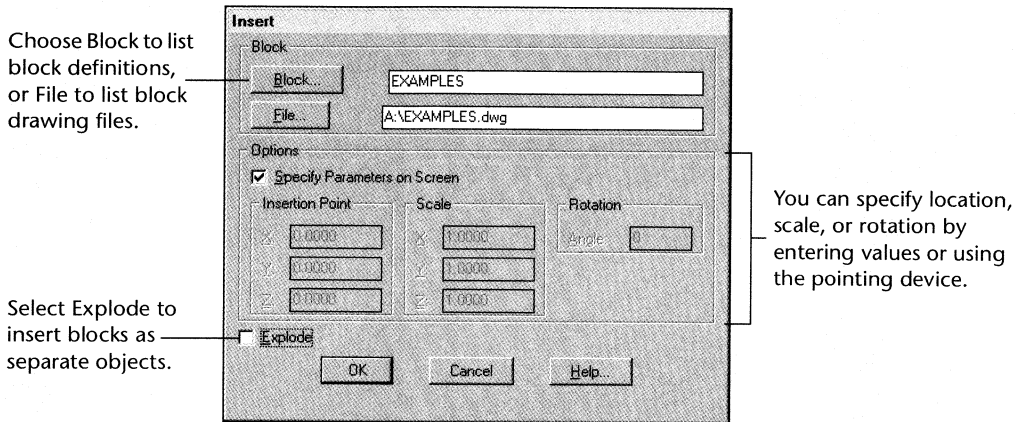 Choose Block to list
block definitions,
or File to list block
drawing files.
Insert
Block
Block...
EXAMPLES
File...
A:\EXAMPLES.dwg
Options
Specify Parameters on Screen
Insertion Point
Scale
Rotation
X: 0.0000
X: 1.0000
Angle 0
Y: 0.0000
Y: 1.0000
Z: 0.0000
Z: 1.0000
You can specify location,
scale, or rotation by
entering values or using
the pointing device.
Select Explode to
insert blocks as
separate objects.
Explode
OK
Cancel
Help...